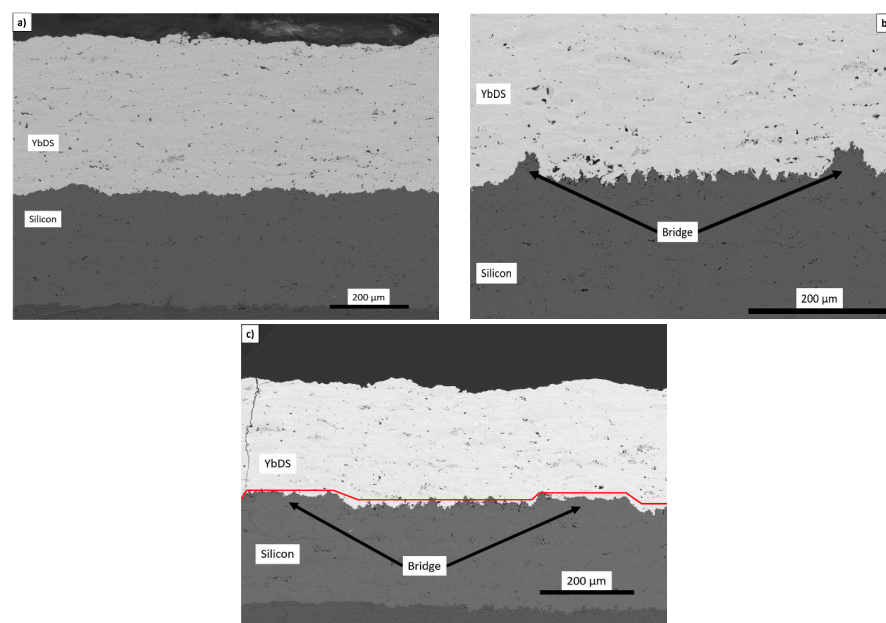 a)
YbDS
Silicon
200 µm
b
YbDS
Bridge
Silicon
200 µm
c)
YbDS
Silicon
Bridge
200 µm